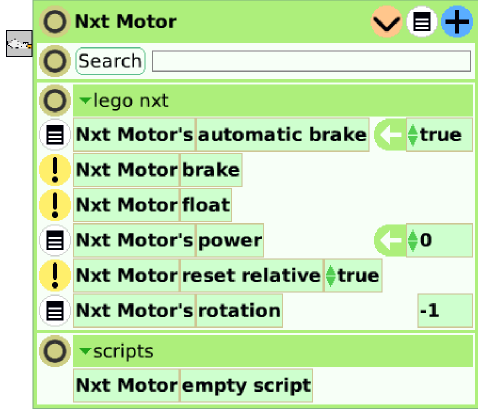 Nxt Motor
Search
lego nxt
Nxt Motor's automatic brake true
Nxt Motor brake
Nxt Motor float
Nxt Motor's power 0
Nxt Motor reset relative true
Nxt Motor's rotation -1
scripts
Nxt Motor empty script